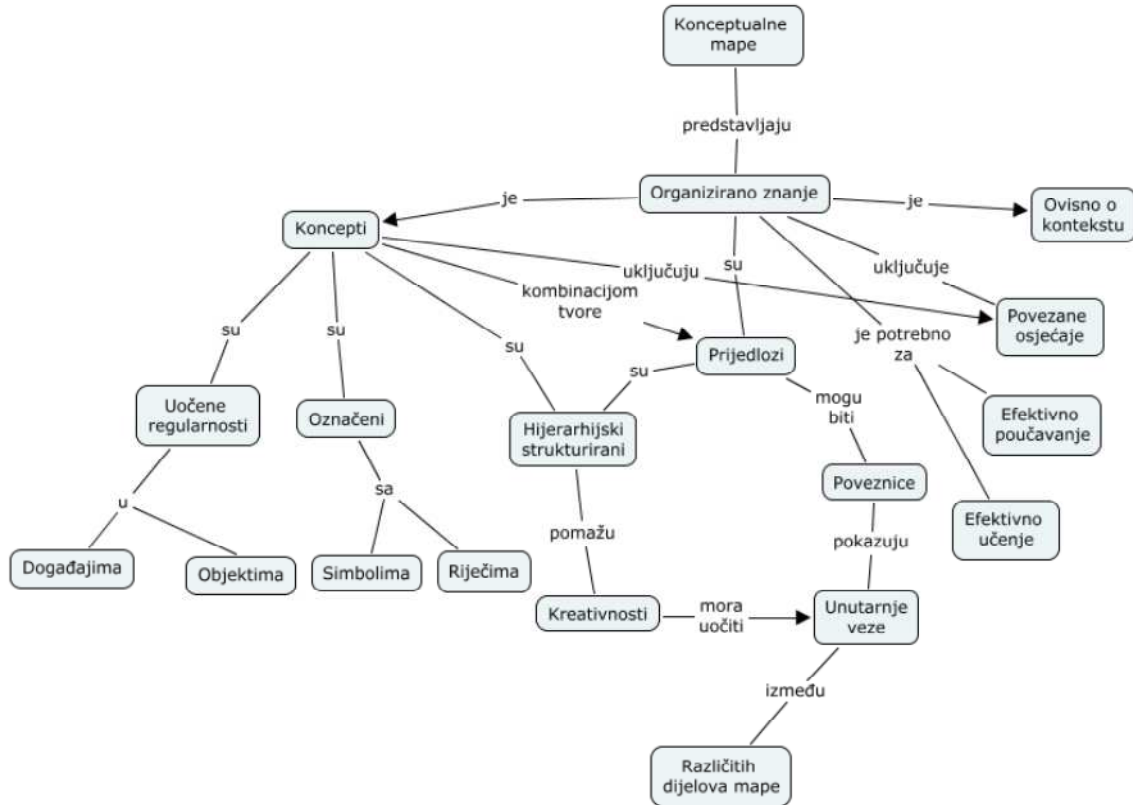 Konceptualne
mape
predstavljaju
Organizirano znanje
je
je
Ovisno o
kontekstu
Koncepti
su
uključuje
uključuju
kombinacijom
tvore
Povezane
osjećaje
su
su
su
je potrebno
za
Prijedlozi
su
mogu
biti
Uočene
regularnosti
Označeni
Hijerarhijski
strukturirani
Efektivno
poučavanje
Poveznice
u
sa
Efektivno
učenje
pomažu
pokazuju
Događajima
Objektima
Simbolima
Riječima
Kreativnosti
mora
uočiti
Unutarnje
veze
između
Različitih
dijelova mape